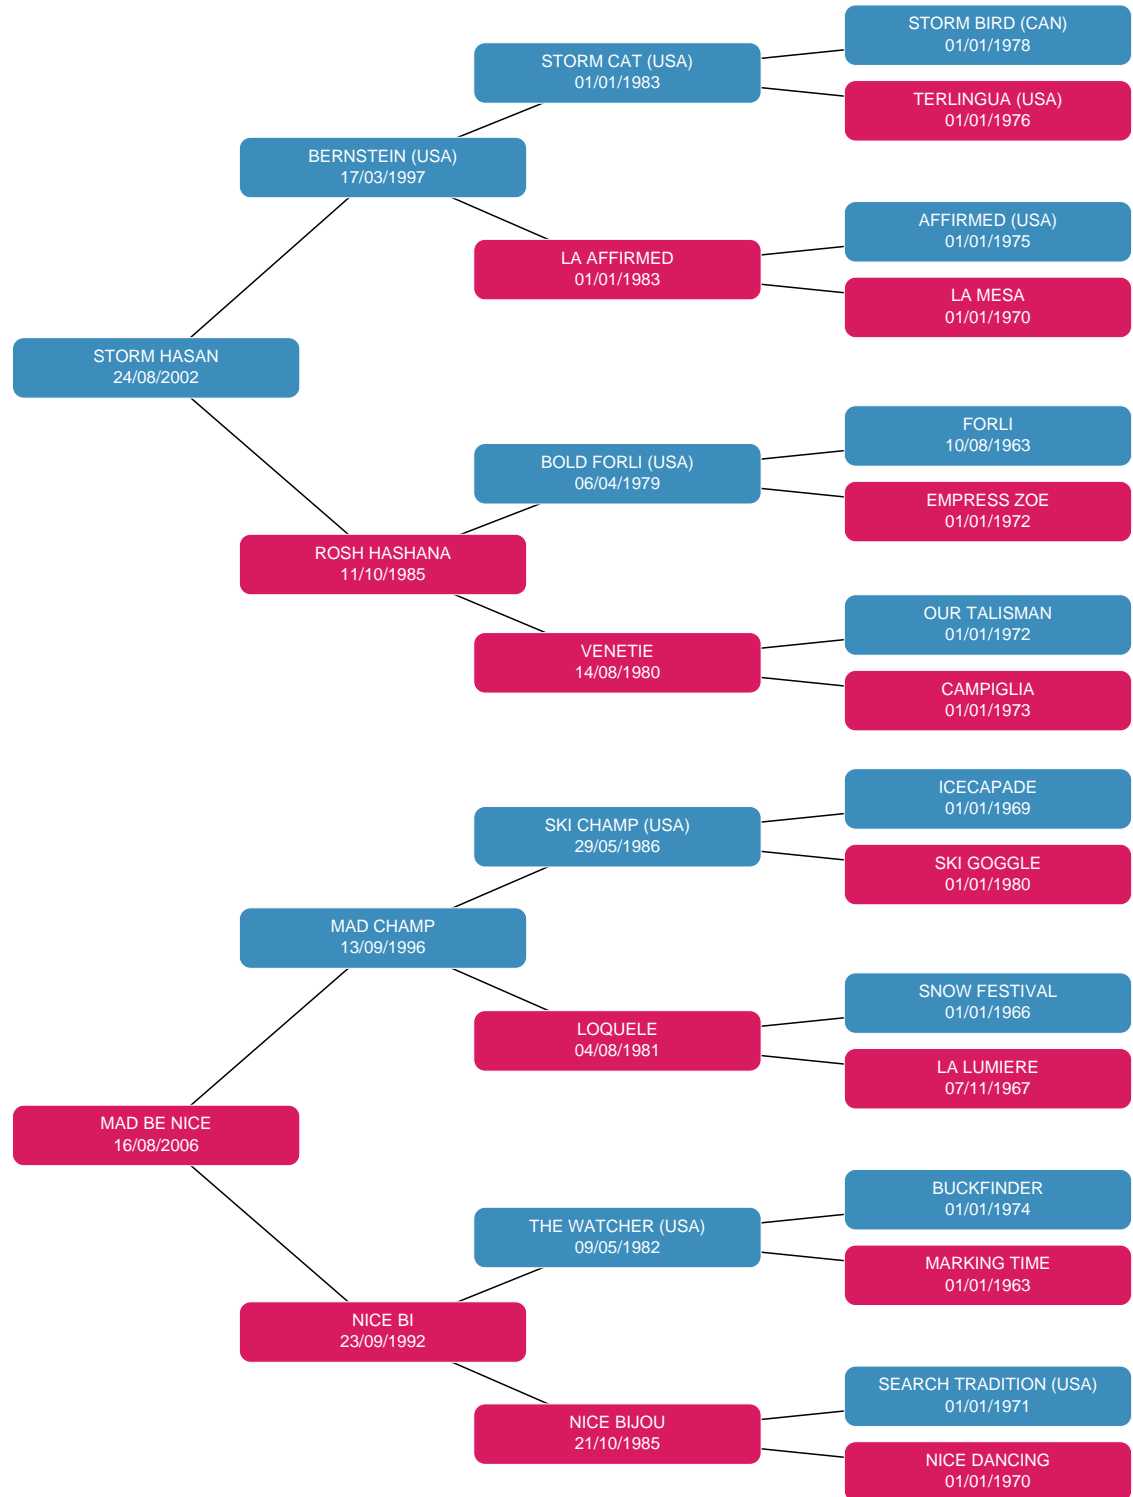 STORM BIRD (CAN)
01/01/1978
STORM CAT (USA)
01/01/1983
TERLINGUA (USA)
01/01/1976
BERNSTEIN (USA)
17/03/1997
AFFIRMED (USA)
01/01/1975
LA AFFIRMED
01/01/1983
LA MESA
01/01/1970
STORM HASAN
24/08/2002
FORLI
10/08/1963
BOLD FORLI (USA)
06/04/1979
EMPRESS ZOE
01/01/1972
ROSH HASHANA
11/10/1985
OUR TALISMAN
01/01/1972
VENETIE
14/08/1980
CAMPIGLIA
01/01/1973
ICECAPADE
01/01/1969
SKI CHAMP (USA)
29/05/1986
SKI GOGGLE
01/01/1980
MAD CHAMP
13/09/1996
SNOW FESTIVAL
01/01/1966
LOQUELE
04/08/1981
LA LUMIERE
07/11/1967
MAD BE NICE
16/08/2006
BUCKFINDER
01/01/1974
THE WATCHER (USA)
09/05/1982
MARKING TIME
01/01/1963
NICE BI
23/09/1992
SEARCH TRADITION (USA)
01/01/1971
NICE BIJOU
21/10/1985
NICE DANCING
01/01/1970